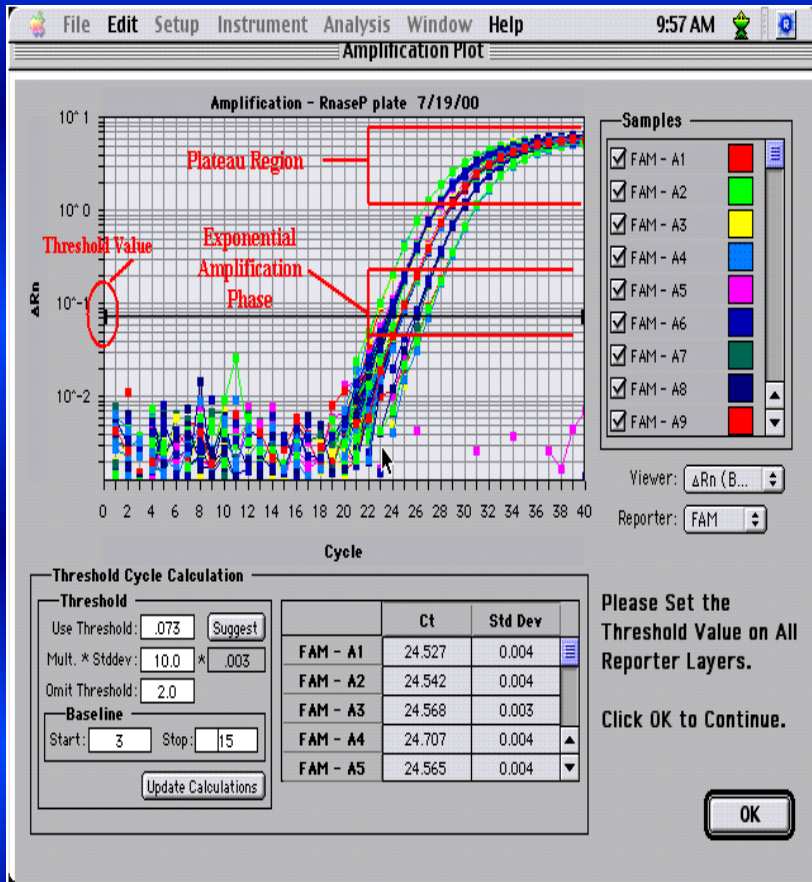 File Edit Setup Instrument Analysis Window Help 9:57 AM
Amplification Plot
Amplification - RnaseP plate 7/19/00
10^1
10^0
10^-1
10^-2
ΔRn
Plateau Region
Threshold Value
Exponential
Amplification
Phase
0 2 4 6 8 10 12 14 16 18 20 22 24 26 28 30 32 34 36 38 40
Cycle
Samples
FAM - A1
FAM - A2
FAM - A3
FAM - A4
FAM - A5
FAM - A6
FAM - A7
FAM - A8
FAM - A9
Viewer: ΔRn (B...
Reporter: FAM
Threshold Cycle Calculation
Threshold
Use Threshold: .073 Suggest
Mult. * Stddev: 10.0 * .003
Omit Threshold: 2.0
Baseline
Start: 3 Stop: 15
Update Calculations
Ct Std Dev
FAM - A1 24.527 0.004
FAM - A2 24.542 0.004
FAM - A3 24.568 0.003
FAM - A4 24.707 0.004
FAM - A5 24.565 0.004
Please Set the
Threshold Value on All
Reporter Layers.
Click OK to Continue.
OK